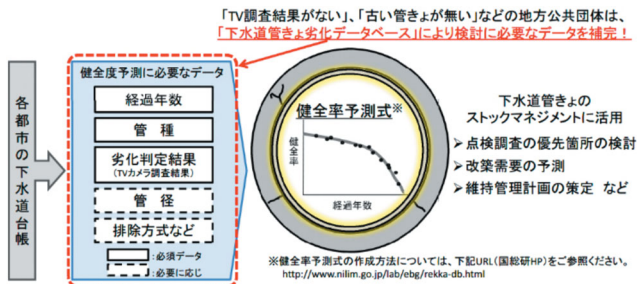 「TV調査結果がない」、「古い管きょが無い」などの地方公共団体は、
「下水道管きょ劣化データベース」により検討に必要なデータを補完！
各都市の下水道台帳
健全度予測に必要なデータ
経過年数
管種
劣化判定結果
(TVカメラ調査結果)
管径
排除方式など
:必須データ
:必要に応じ
健全率予測式※
健全率
経過年数
下水道管きょの
ストックマネジメントに活用
➢点検調査の優先箇所の検討
➢改築需要の予測
➢維持管理計画の策定 など
※健全率予測式の作成方法については、下記URL(国総研HP)をご参照ください。
http://www.nilim.go.jp/lab/ebg/rekka-db.html